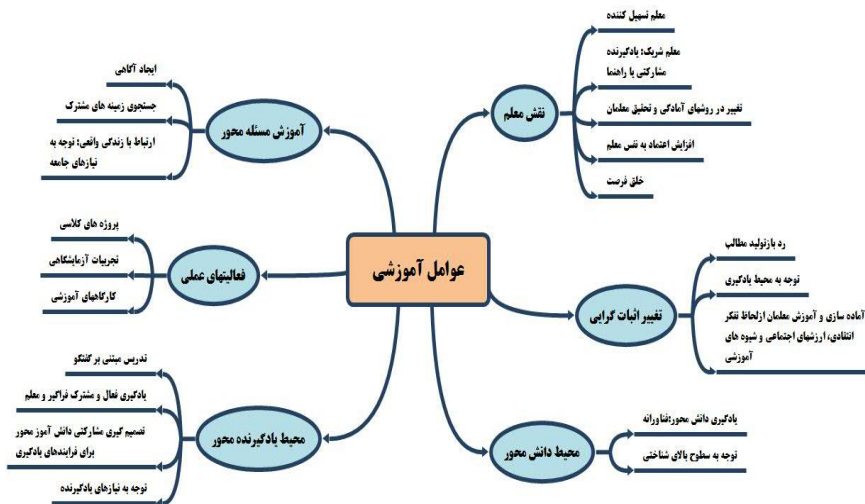 عوامل آموزشی
نقش معلم
معلم تسهیل کننده
معلم شریک: یادگیرنده
مشارکتی یا راهنما
تغییر در روشهای آمادگی و تحقیق معلمان
افزایش اعتماد به نفس معلم
خلق فرصت
تغییر اثبات گرایی
رد بازتولید مطالب
توجه به محیط یادگیری
آماده سازی و آموزش معلمان ازلحاظ تفکر
انتقادی، ارزشهای اجتماعی و شیوه های
آموزشی
محیط دانش محور
یادگیری دانش محور:فناورانه
توجه به سطوح بالای شناختی
آموزش مسئله محور
ایجاد آگاهی
جستجوی زمینه های مشترک
ارتباط با زندگی واقعی: توجه به
نیازهای جامعه
فعالیتهای عملی
پروژه های کلاسی
تجربیات آزمایشگاهی
کارگاههای آموزشی
محیط یادگیرنده محور
تدریس مبتنی بر گفتگو
یادگیری فعال و مشترک فراگیر و معلم
تصمیم گیری مشارکتی دانش آموز محور
برای فرایندهای یادگیری
توجه به نیازهای یادگیرنده